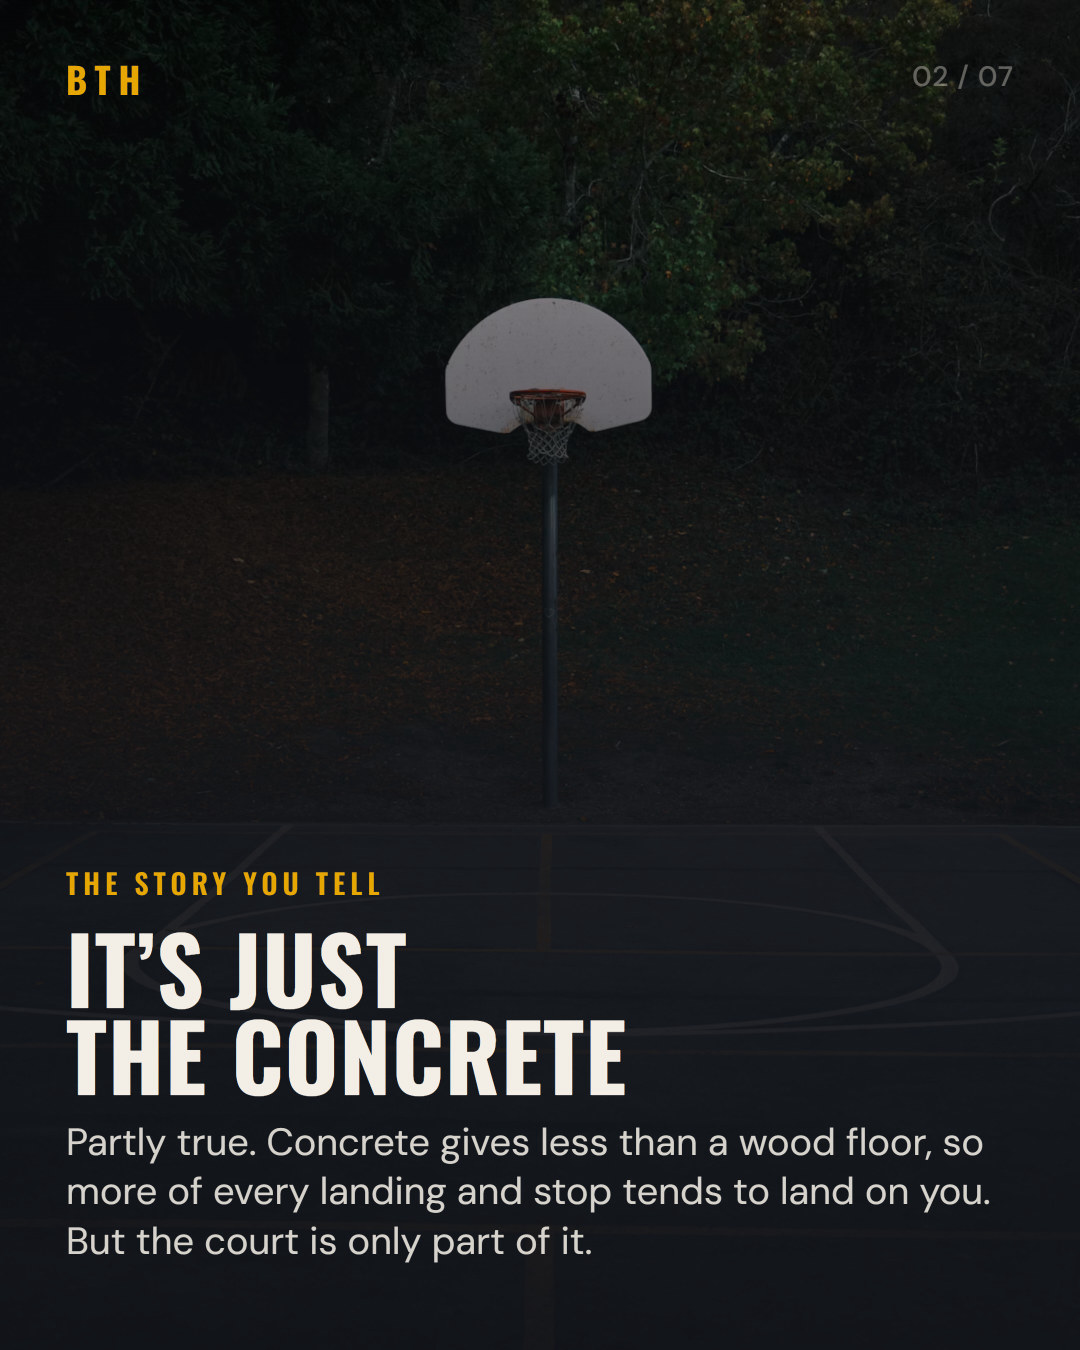 BTH
02 / 07
THE STORY YOU TELL
IT’S JUST
THE CONCRETE
Partly true. Concrete gives less than a wood floor, so
more of every landing and stop tends to land on you.
But the court is only part of it.